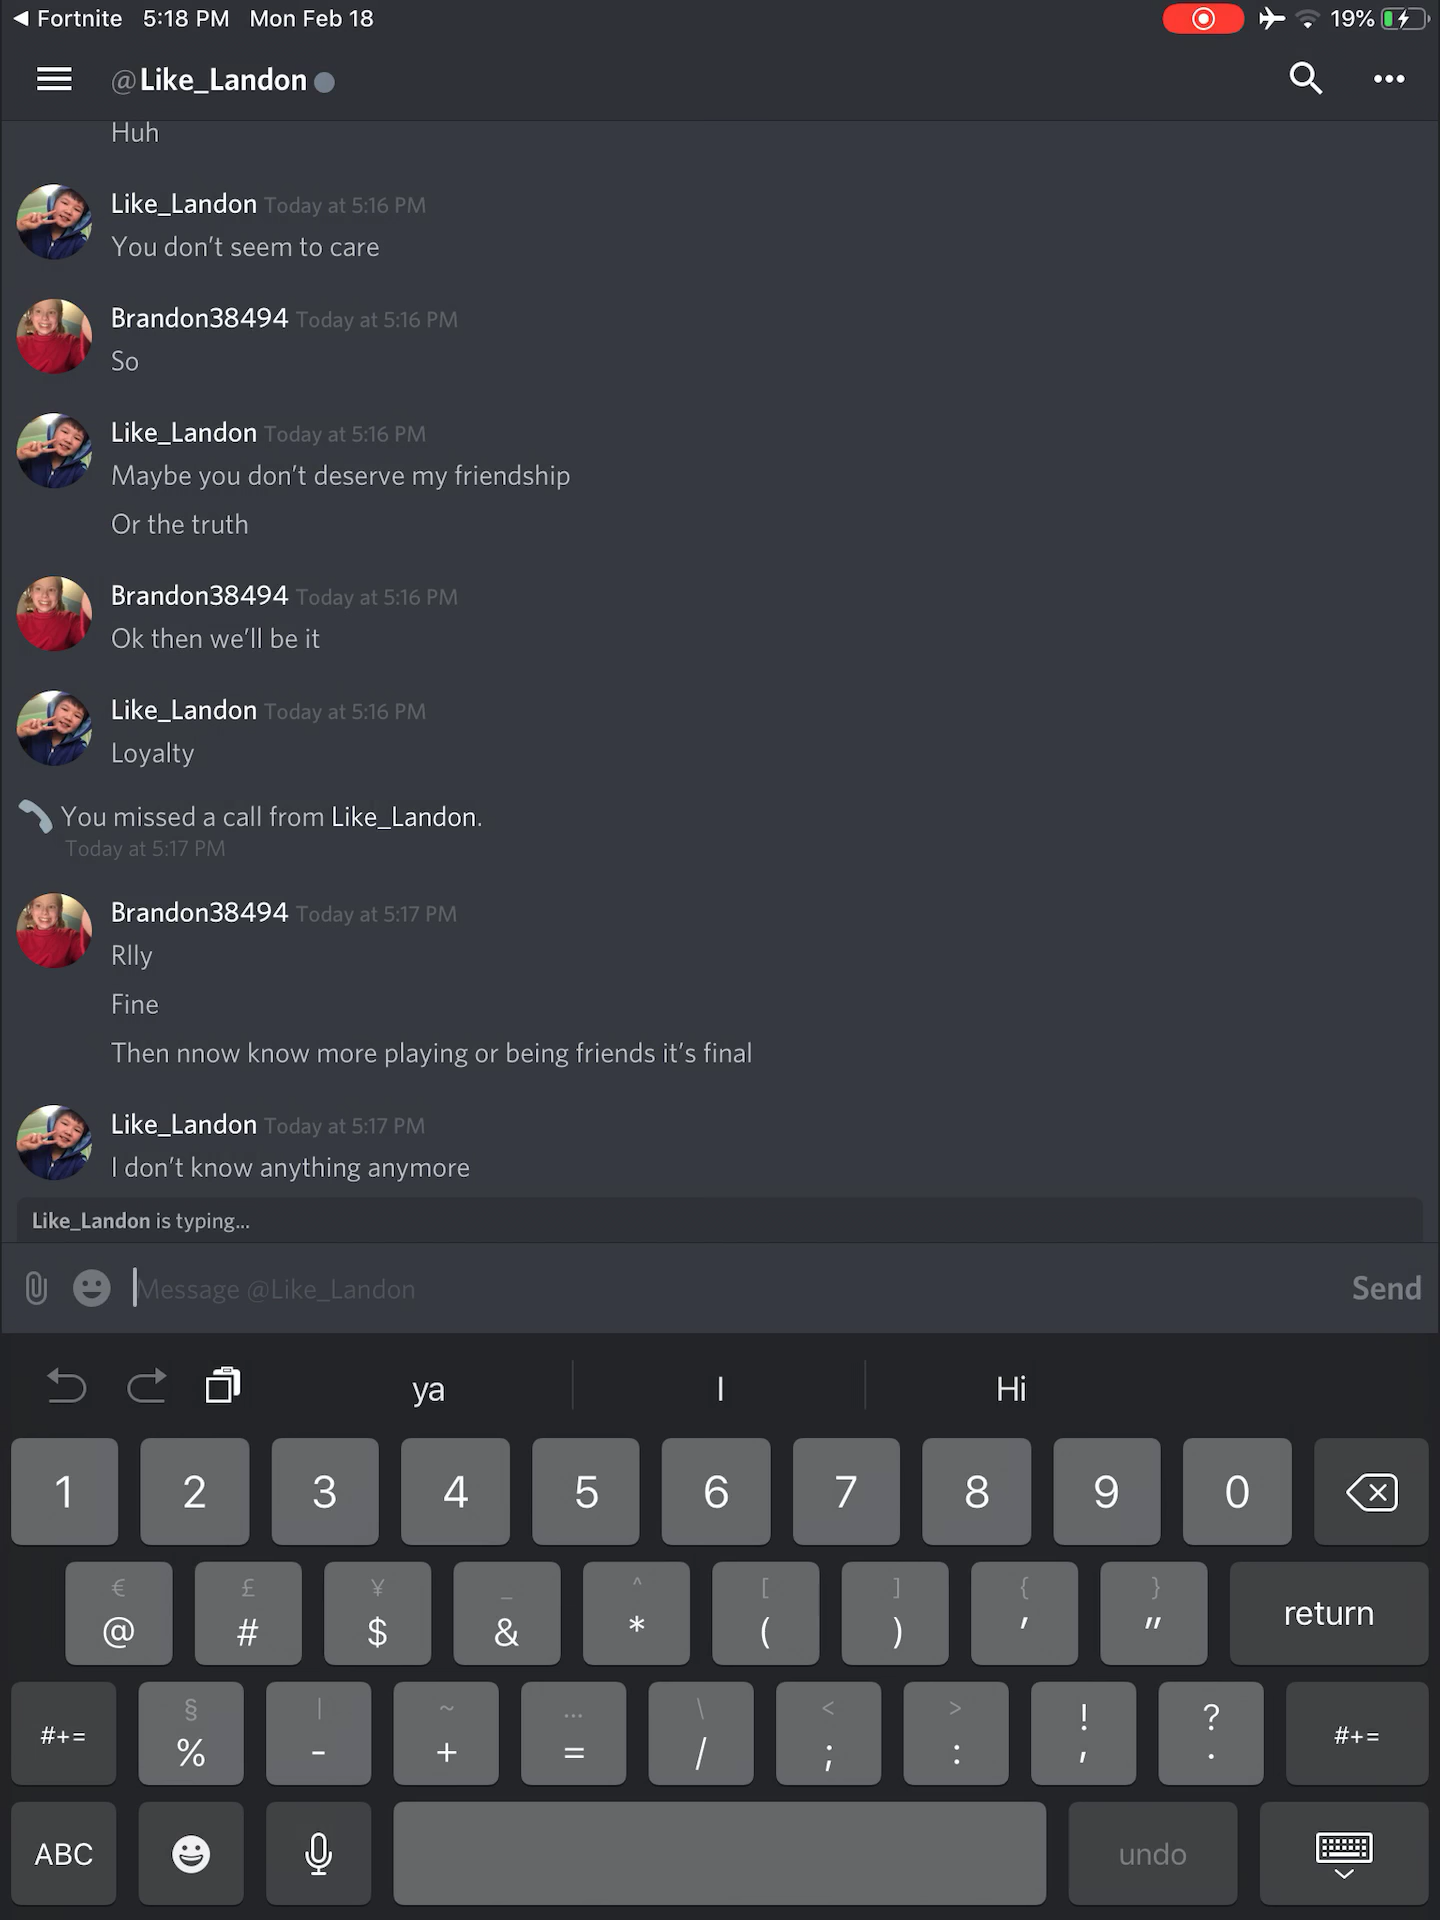 Fortnite 5:18 PM Mon Feb 18 19%
@Like_Landon
Huh
Like_Landon Today at 5:16 PM
You don't seem to care
Brandon38494 Today at 5:16 PM
So
Like_Landon Today at 5:16 PM
Maybe you don't deserve my friendship
Or the truth
Brandon38494 Today at 5:16 PM
Ok then we'll be it
Like_Landon Today at 5:16 PM
Loyalty
You missed a call from Like_Landon.
Today at 5:17 PM
Brandon38494 Today at 5:17 PM
Rlly
Fine
Then nnow know more playing or being friends it's final
Like_Landon Today at 5:17 PM
I don't know anything anymore
Like_Landon is typing...
Message @Like_Landon Send
ya I Hi
1 2 3 4 5 6 7 8 9 0
€ £ ¥ _ ^ [ ] { }
@ # $ & * ( ) ' " return
§ | ~ ... \ < > ! ?
#+= % - + = / ; : , . #+=
ABC undo